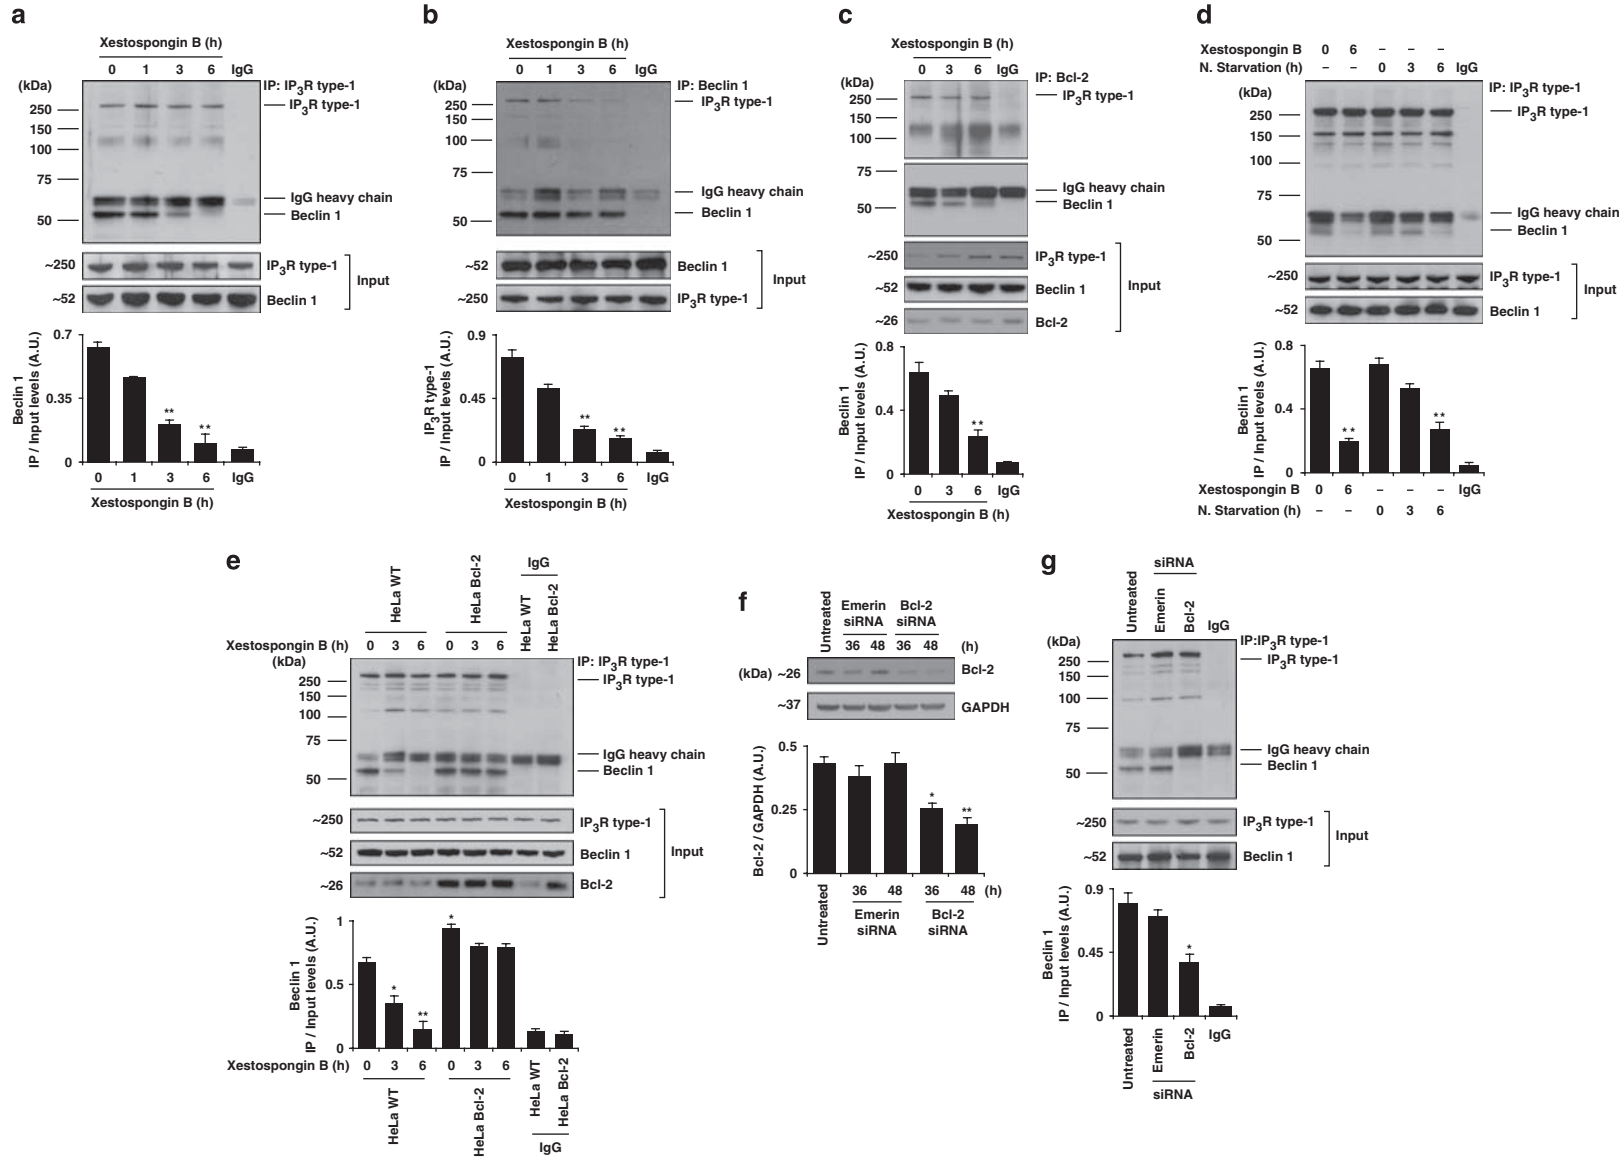 a
Xestospongin B (h)
0 1 3 6 IgG
(kDa)
IP: IP3R type-1
250
IP3R type-1
150
100
75
IgG heavy chain
50
Beclin 1
~250
IP3R type-1
~52
Beclin 1
Input
0.7
0.35
0
Beclin 1
IP / Input levels (A.U.)
**
**
0 1 3 6 IgG
Xestospongin B (h)
b
Xestospongin B (h)
0 1 3 6 IgG
(kDa)
IP: Beclin 1
250
IP3R type-1
150
100
75
IgG heavy chain
50
Beclin 1
~52
Beclin 1
~250
IP3R type-1
Input
0.9
0.45
0
IP3R type-1
IP / Input levels (A.U.)
**
**
0 1 3 6 IgG
Xestospongin B (h)
c
Xestospongin B (h)
0 3 6 IgG
(kDa)
IP: Bcl-2
250
IP3R type-1
150
100
75
IgG heavy chain
50
Beclin 1
~250
IP3R type-1
~52
Beclin 1
~26
Bcl-2
Input
0.8
0.4
0
Beclin 1
IP / Input levels (A.U.)
**
0 3 6 IgG
Xestospongin B (h)
d
Xestospongin B 0 6 – – –
N. Starvation (h) – – 0 3 6 IgG
(kDa)
IP: IP3R type-1
250
IP3R type-1
150
100
75
IgG heavy chain
50
Beclin 1
~250
IP3R type-1
~52
Beclin 1
Input
0.8
0.4
0
Beclin 1
IP / Input levels (A.U.)
**
**
Xestospongin B 0 6 – – – IgG
N. Starvation (h) – – 0 3 6
e
HeLa WT
HeLa Bcl-2
IgG
HeLa WT
HeLa Bcl-2
Xestospongin B (h) 0 3 6 0 3 6
(kDa)
IP: IP3R type-1
250
IP3R type-1
150
100
75
IgG heavy chain
50
Beclin 1
~250
IP3R type-1
~52
Beclin 1
~26
Bcl-2
Input
1
0.5
0
Beclin 1
IP / Input levels (A.U.)
*
**
*
Xestospongin B (h) 0 3 6 0 3 6
HeLa WT
HeLa Bcl-2
HeLa WT
HeLa Bcl-2
IgG
f
Untreated
Emerin siRNA
Bcl-2 siRNA
36 48 36 48 (h)
(kDa) ~26
Bcl-2
~37
GAPDH
0.5
0.25
0
Bcl-2 / GAPDH (A.U.)
*
**
Untreated
36 48 36 48 (h)
Emerin siRNA
Bcl-2 siRNA
g
siRNA
Untreated
Emerin
Bcl-2
IgG
(kDa)
IP:IP3R type-1
250
IP3R type-1
150
100
75
IgG heavy chain
50
Beclin 1
~250
IP3R type-1
~52
Beclin 1
Input
0.9
0.45
0
Beclin 1
IP / Input levels (A.U.)
*
Untreated
Emerin
Bcl-2
IgG
siRNA